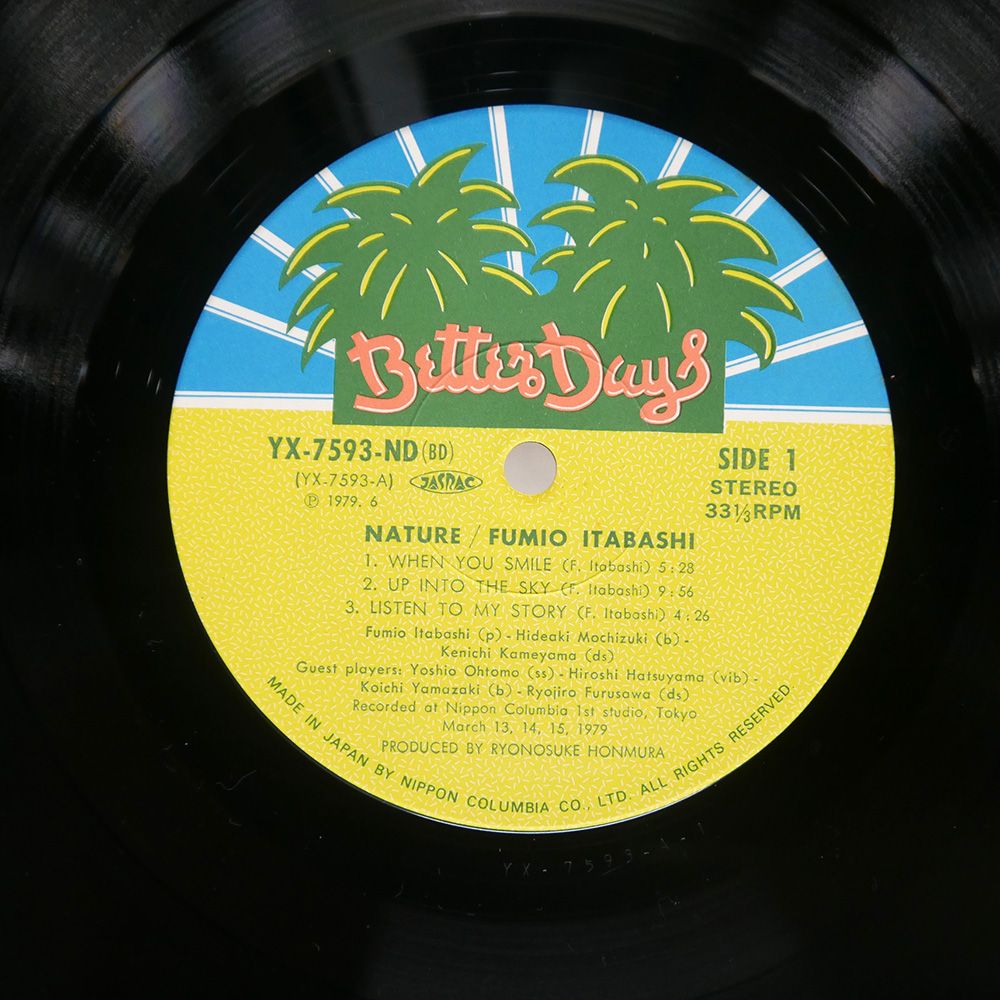 Better Days
YX-7593-ND (BD)
(YX-7593-A)
JASRAC
Ⓟ 1979. 6
SIDE 1
STEREO
33⅓RPM
NATURE / FUMIO ITABASHI
1. WHEN YOU SMILE (F. Itabashi) 5:28
2. UP INTO THE SKY (F. Itabashi) 9:56
3. LISTEN TO MY STORY (F. Itabashi) 4:26
Fumio Itabashi (p) - Hideaki Mochizuki (b) -
Kenichi Kameyama (ds)
Guest players: Yoshio Ohtomo (ss) - Hiroshi Hatsuyama (vib) -
Koichi Yamazaki (b) - Ryojiro Furusawa (ds)
Recorded at Nippon Columbia 1st studio, Tokyo
March 13, 14, 15, 1979
PRODUCED BY RYONOSUKE HONMURA
MADE IN JAPAN BY NIPPON COLUMBIA CO., LTD. ALL RIGHTS RESERVED
YX-7593-A-1